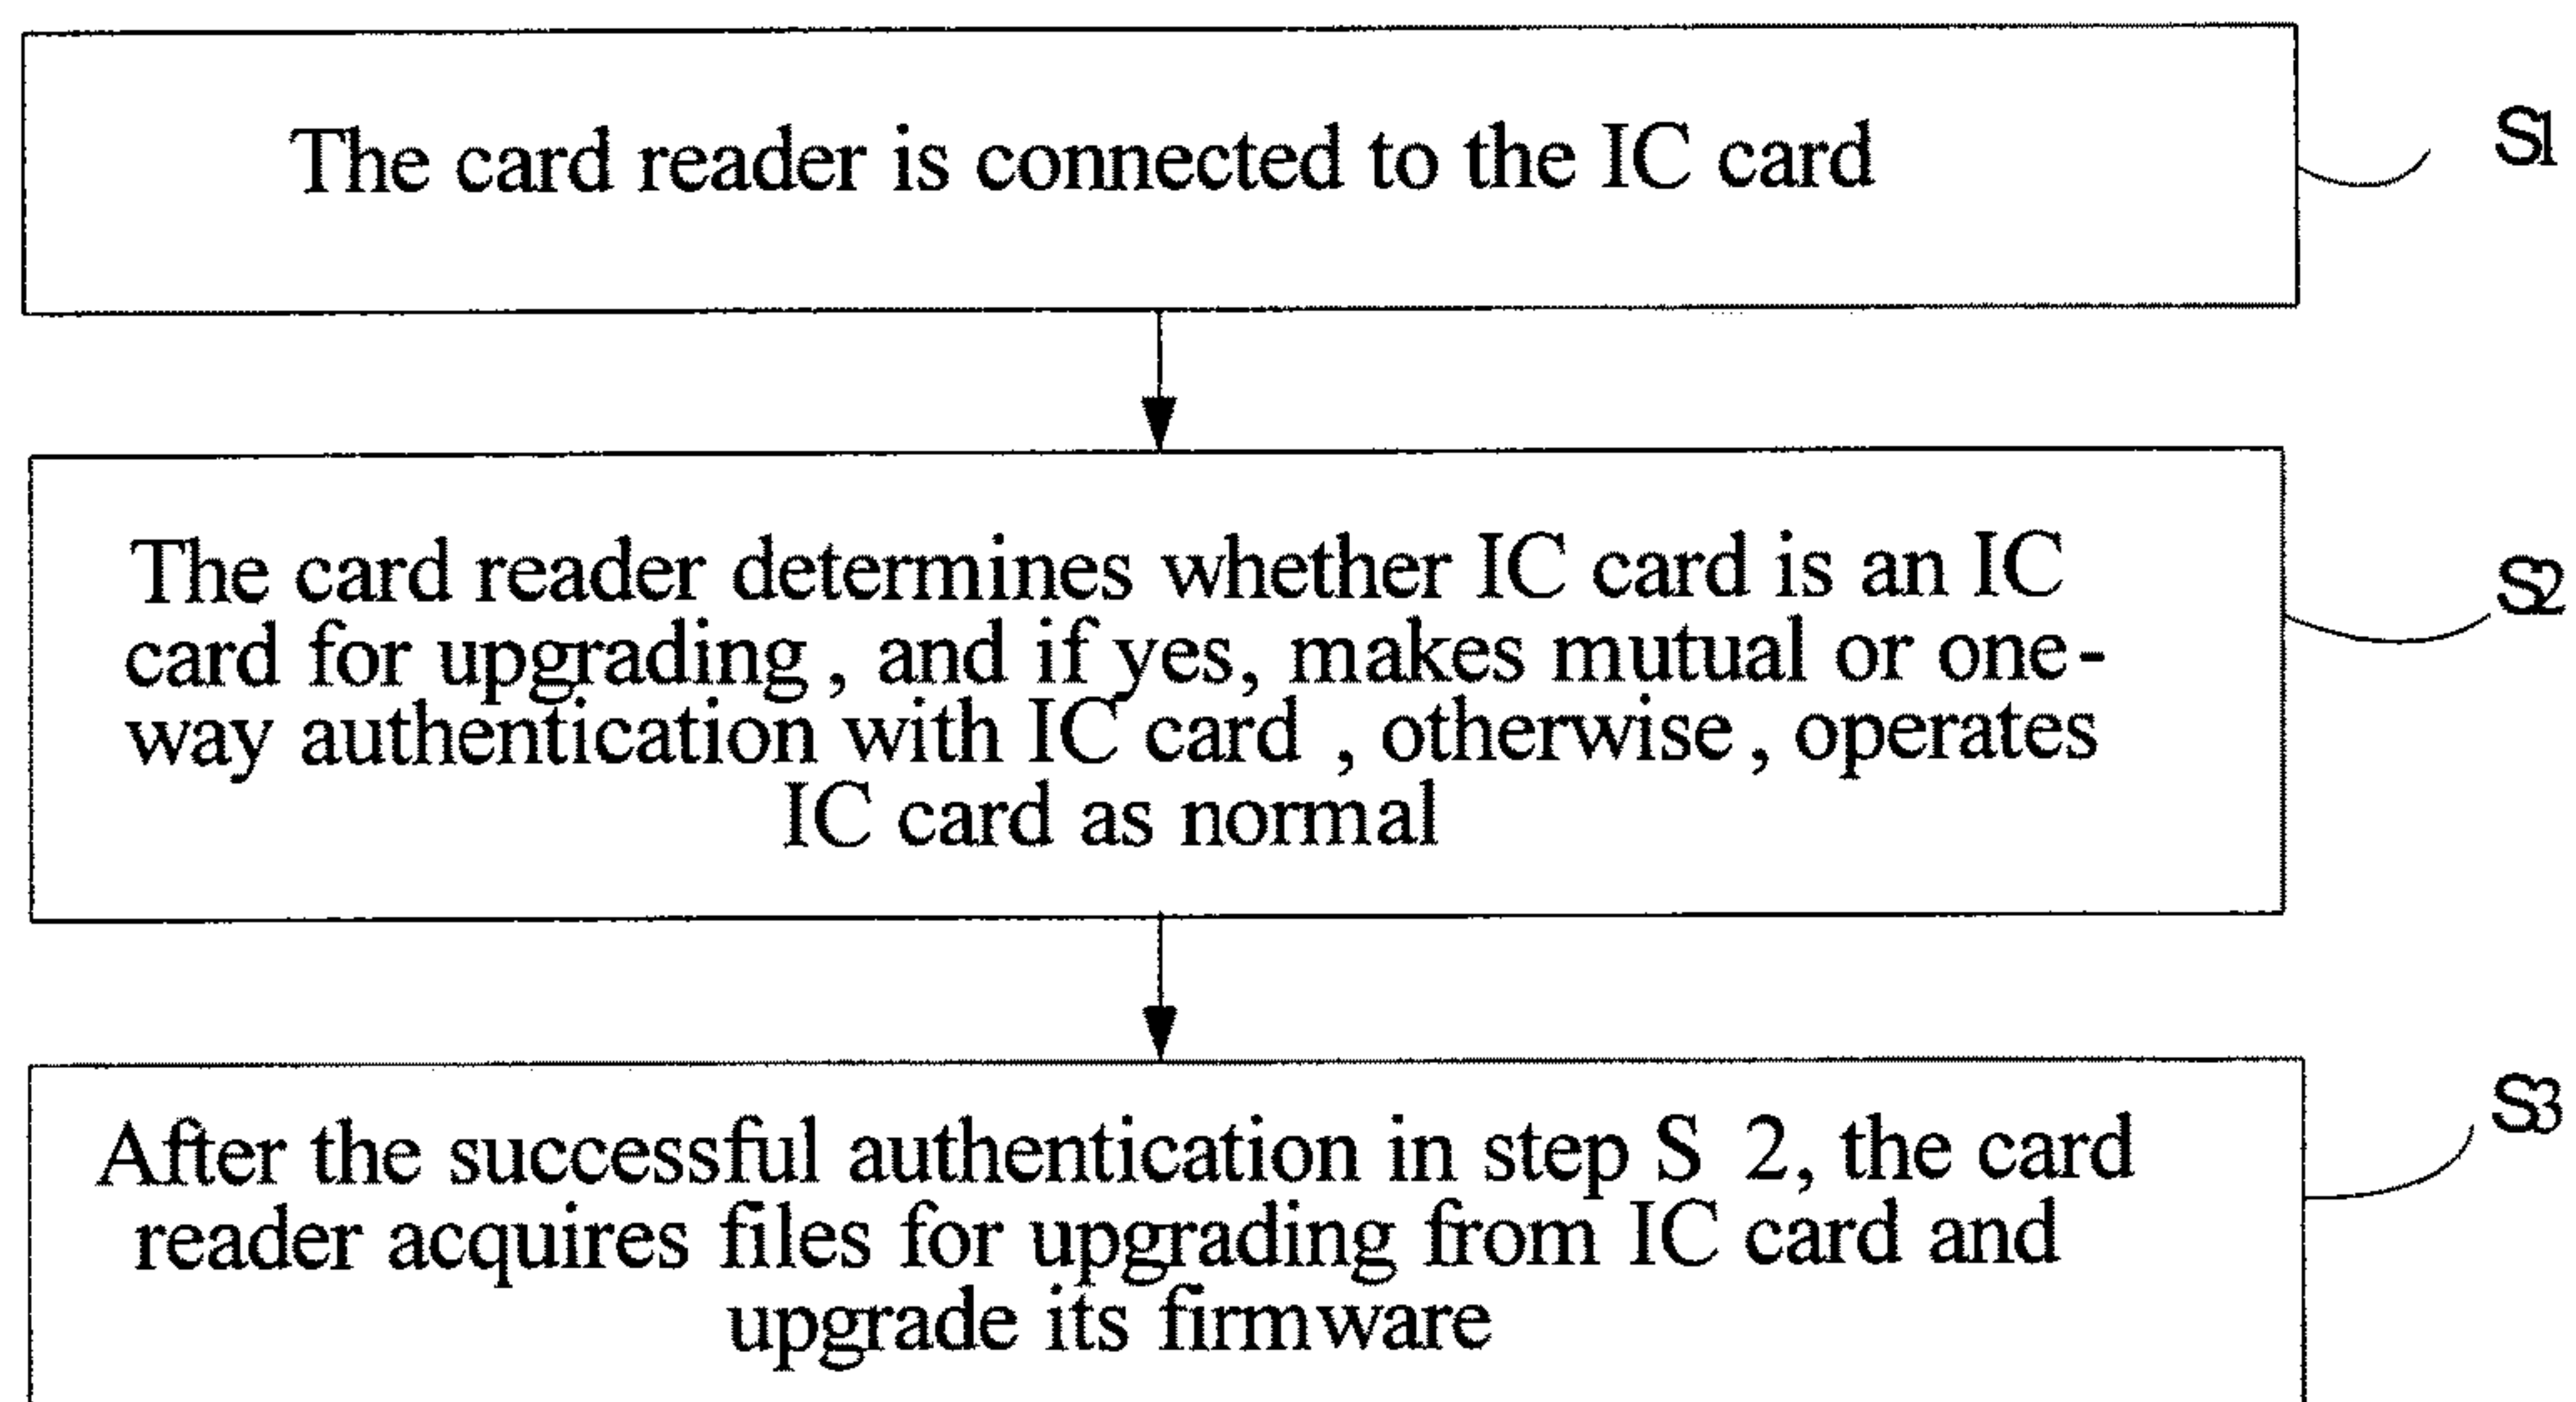 The card reader is connected to the IC card
S1
The card reader determines whether IC card is an IC
card for upgrading, and if yes, makes mutual or one-
way authentication with IC card , otherwise, operates
IC card as normal
S2
After the successful authentication in step S 2, the card
reader acquires files for upgrading from IC card and
upgrade its firmware
S3